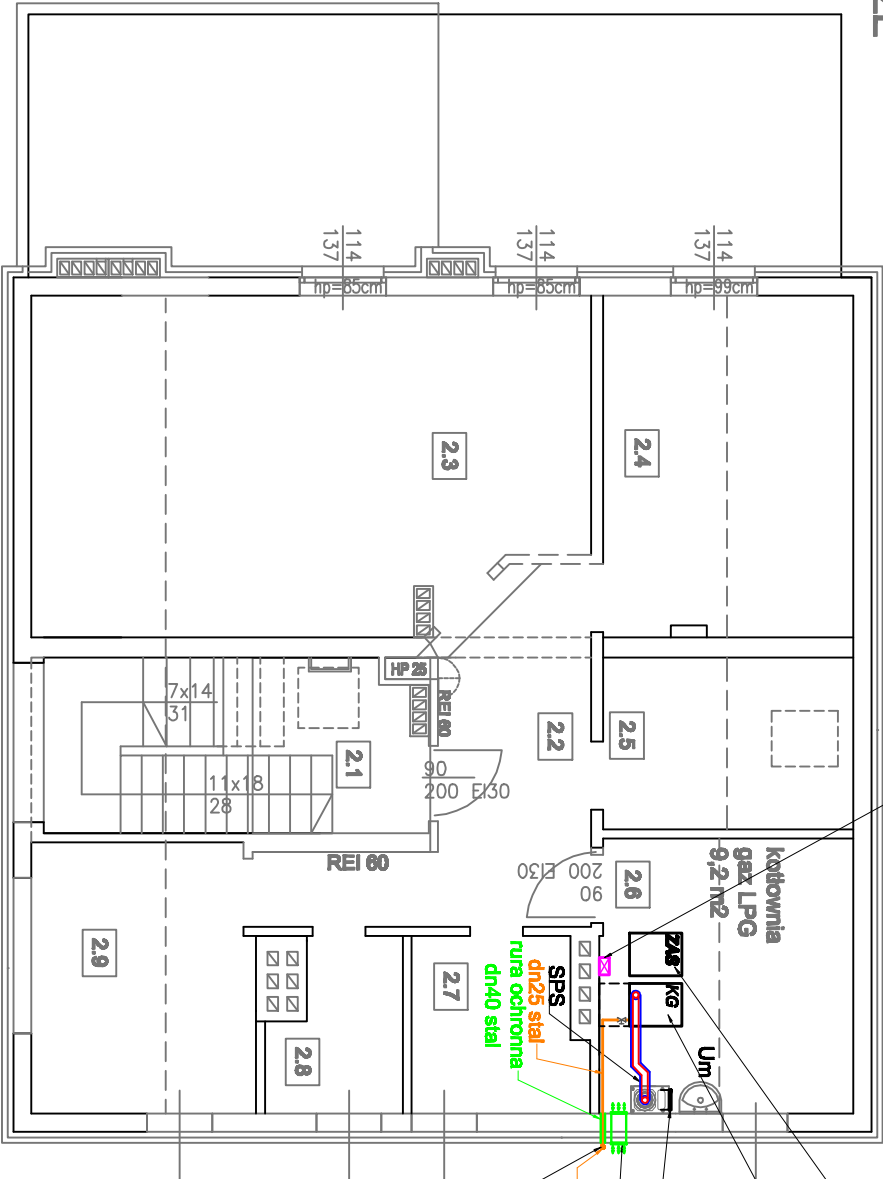 114
137
114
137
114
137
hp=85cm
hp=85cm
hp=99cm
2.3
2.4
HP 25
REI 60
7x14
31
2.1
2.2
2.5
90
200 EI30
11x18
28
REI 60
90
200 EI30
2.6
kotłownia
gaz LPG
9,2 m2
2.9
ZAS
KG
2.7
SPS
dn25 stal
rura ochronna
dn40 stal
2.8
Um